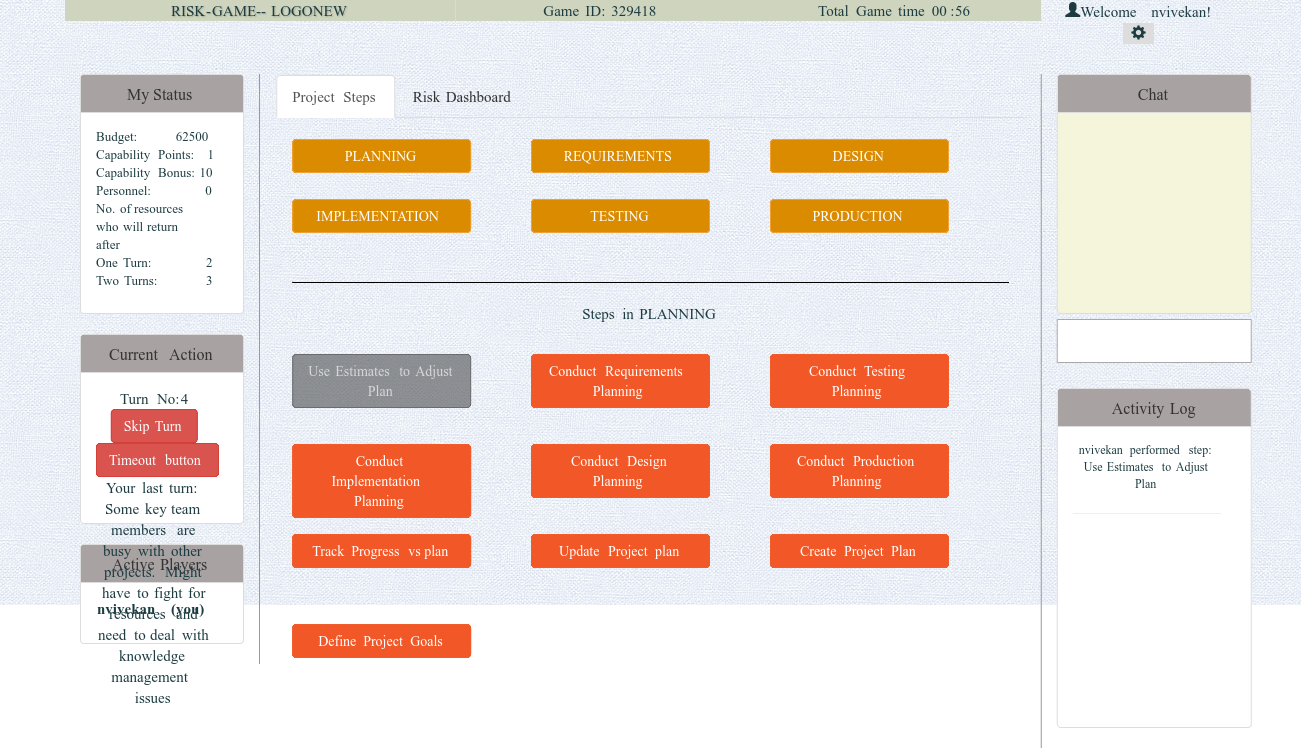 RISK-GAME-- LOGONEW
Game ID: 329418
Total Game time 00 :56
Welcome nvivekan!
My Status
Budget: 62500
Capability Points: 1
Capability Bonus: 10
Personnel: 0
No. of resources
who will return
after
One Turn: 2
Two Turns: 3
Current Action
Turn No:4
Skip Turn
Timeout button
Your last turn:
Some key team
members are
busy with other
projects. Might
have to fight for
resources and
need to deal with
knowledge
management
issues
Active Players
nvivekan (you)
Project Steps
Risk Dashboard
PLANNING
REQUIREMENTS
DESIGN
IMPLEMENTATION
TESTING
PRODUCTION
Steps in PLANNING
Use Estimates to Adjust
Plan
Conduct Requirements
Planning
Conduct Testing
Planning
Conduct
Implementation
Planning
Conduct Design
Planning
Conduct Production
Planning
Track Progress vs plan
Update Project plan
Create Project Plan
Define Project Goals
Chat
Activity Log
nvivekan performed step:
Use Estimates to Adjust
Plan